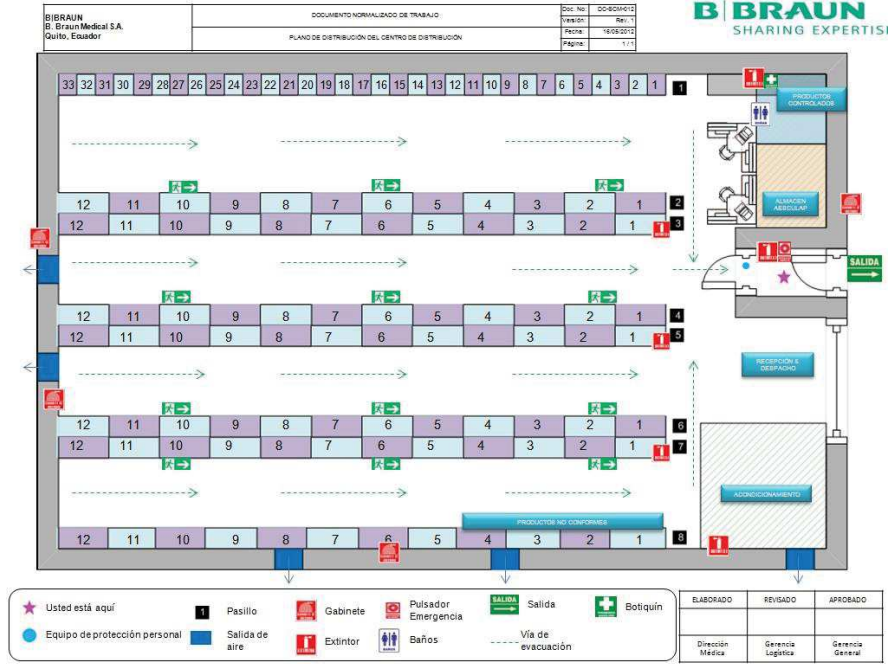 B|BRAUN
B. Braun Medical S.A.
Quito, Ecuador
DOCUMENTO NORMALIZADO DE TRABAJO
PLANO DE DISTRIBUCIÓN DEL CENTRO DE DISTRIBUCIÓN
Doc. No: DO-BOM-012
Versión: Rev. 1
Fecha: 16/05/2012
Página: 1 / 1
B|BRAUN
SHARING EXPERTISE
33 32 31 30 29 28 27 26 25 24 23 22 21 20 19 18 17 16 15 14 13 12 11 10 9 8 7 6 5 4 3 2 1 1
PRODUCTOS CONTROLADOS
12 11 10 9 8 7 6 5 4 3 2 1 2
12 11 10 9 8 7 6 5 4 3 2 1 3
ALMACEN
AESCULAP
SALIDA
12 11 10 9 8 7 6 5 4 3 2 1 4
12 11 10 9 8 7 6 5 4 3 2 1 5
RECEPCIÓN &
DESPACHO
12 11 10 9 8 7 6 5 4 3 2 1 6
12 11 10 9 8 7 6 5 4 3 2 1 7
ACONDICIONAMIENTO
PRODUCTOS NO CONFORMES
12 11 10 9 8 7 6 5 4 3 2 1 8
Usted está aquí
Equipo de protección personal
1 Pasillo
Salida de
aire
Gabinete
Extintor
Pulsador
Emergencia
Baños
SALIDA Salida
Vía de
evacuación
Botiquín
ELABORADO REVISADO APROBADO
Dirección Médica
Gerencia Logística
Gerencia General